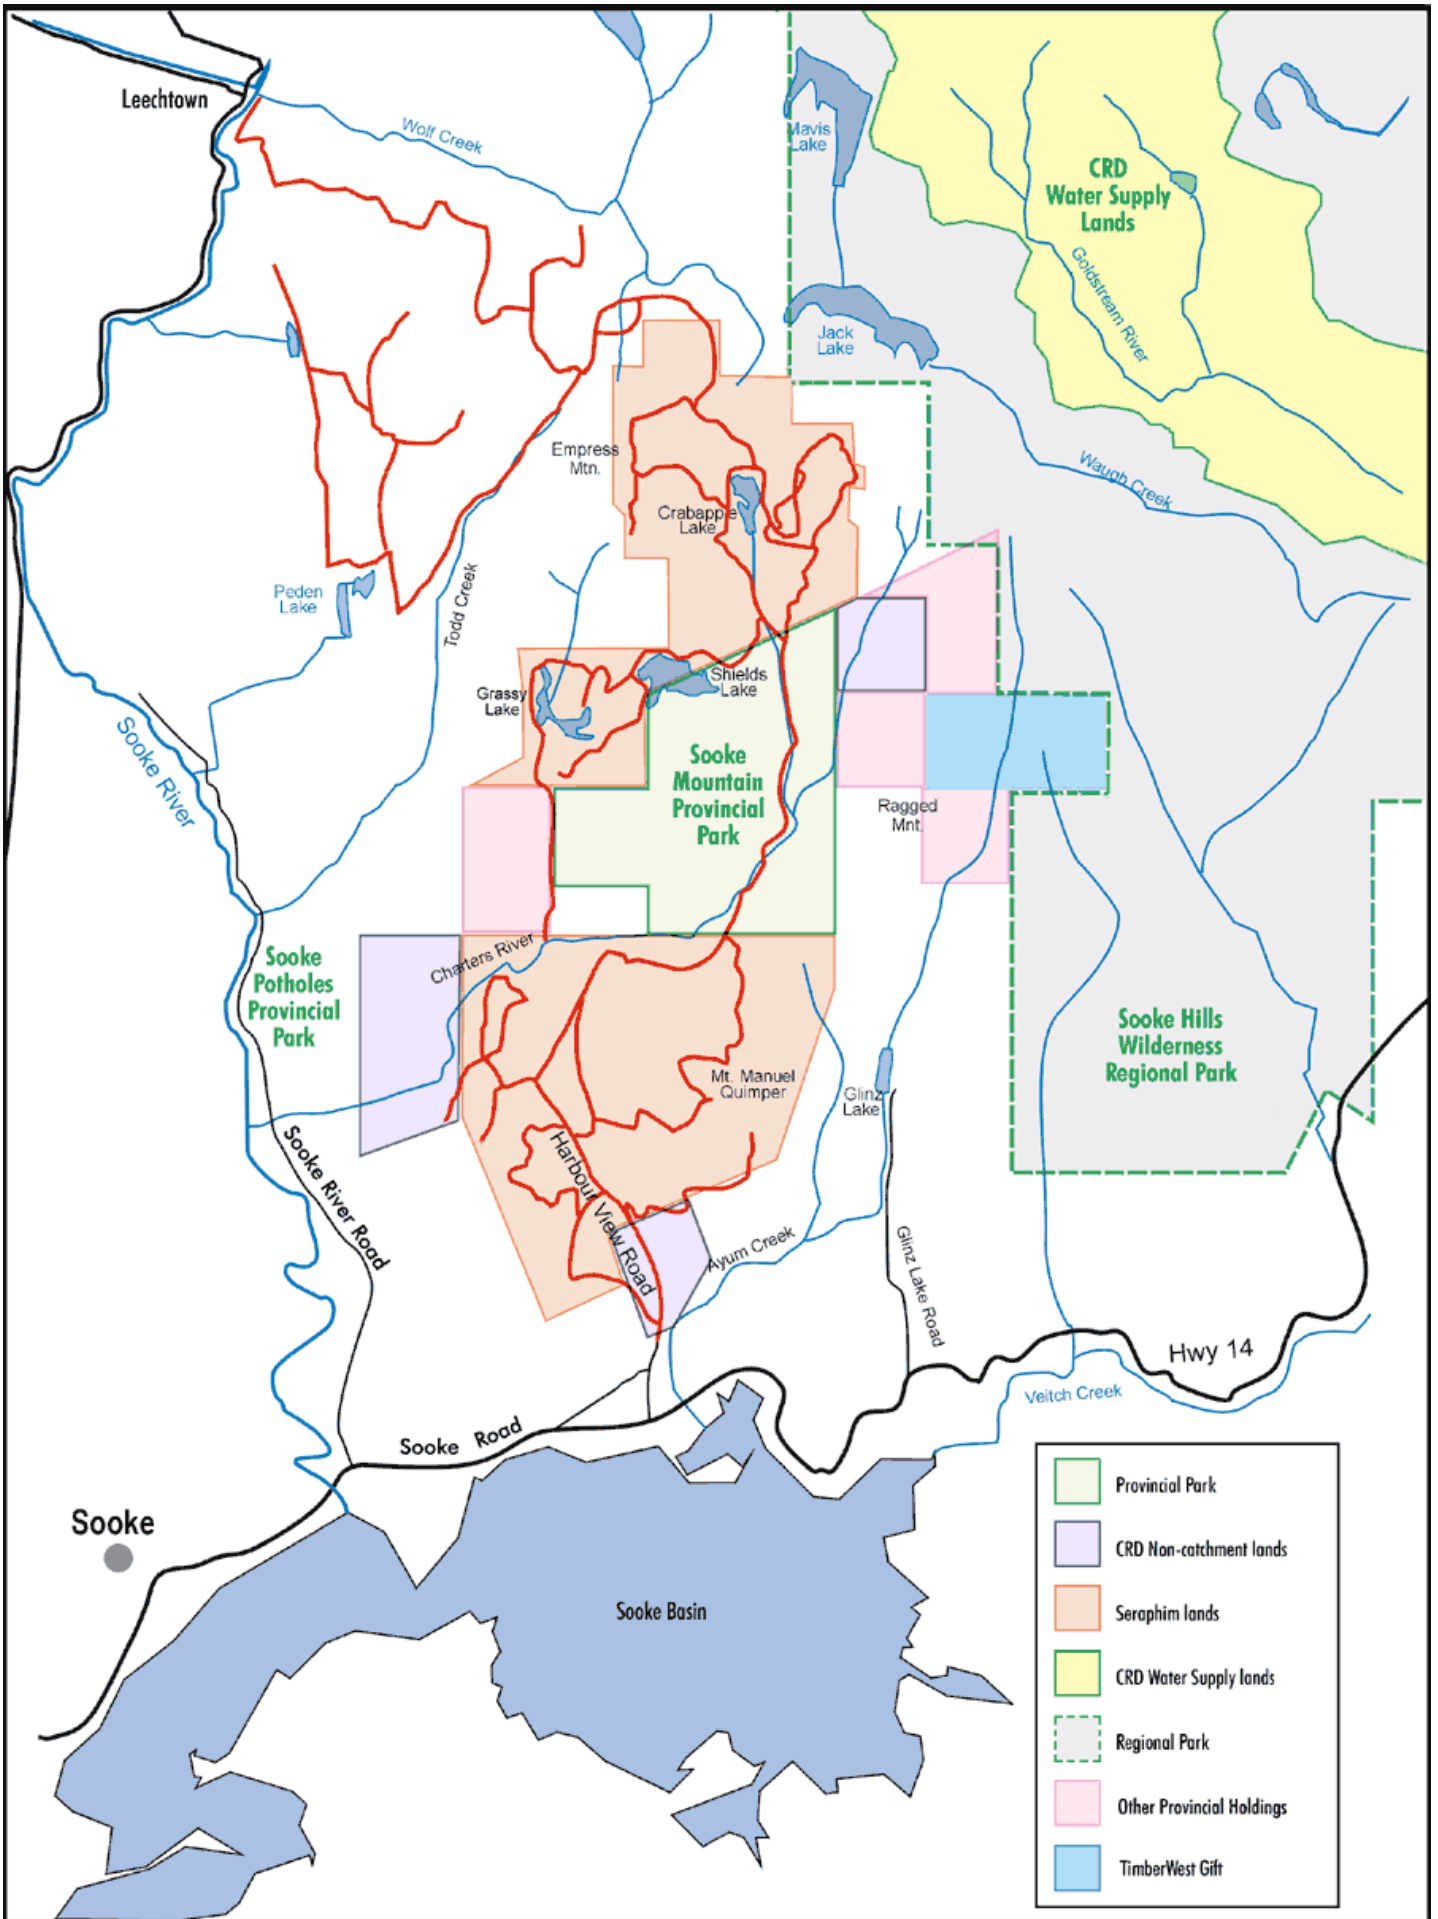 Leechtown
Wolf Creek
Mavis
Lake
CRD
Water Supply
Lands
Goldstream River
Jack
Lake
Empress
Mtn.
Waugh Creek
Crabapple
Lake
Peden
Lake
Todd Creek
Grassy
Lake
Shields
Lake
Sooke River
Sooke
Mountain
Provincial
Park
Ragged
Mnt.
Charters River
Sooke
Potholes
Provincial
Park
Sooke Hills
Wilderness
Regional Park
Mt. Manuel
Quimper
Glinz
Lake
Sooke River Road
Harbour View Road
Ayum Creek
Glinz Lake Road
Hwy 14
Veitch Creek
Sooke Road
Sooke
Sooke Basin
Provincial Park
CRD Non-catchment lands
Seraphim lands
CRD Water Supply lands
Regional Park
Other Provincial Holdings
TimberWest Gift